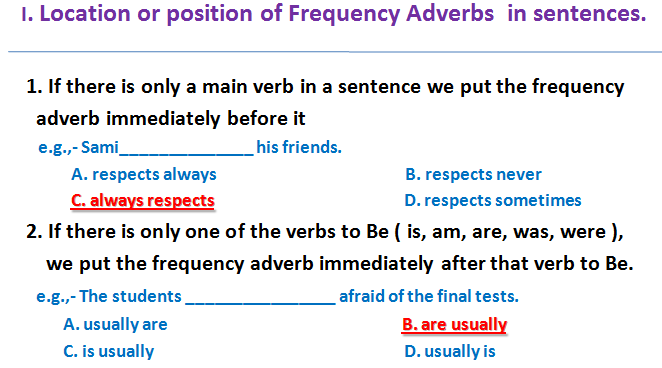 I. Location or position of Frequency Adverbs in sentences.
1. If there is only a main verb in a sentence we put the frequency
adverb immediately before it
e.g.,- Sami______________his friends.
A. respects always B. respects never
C. always respects D. respects sometimes
2. If there is only one of the verbs to Be ( is, am, are, was, were ),
we put the frequency adverb immediately after that verb to Be.
e.g.,- The students ________________ afraid of the final tests.
A. usually are B. are usually
C. is usually D. usually is